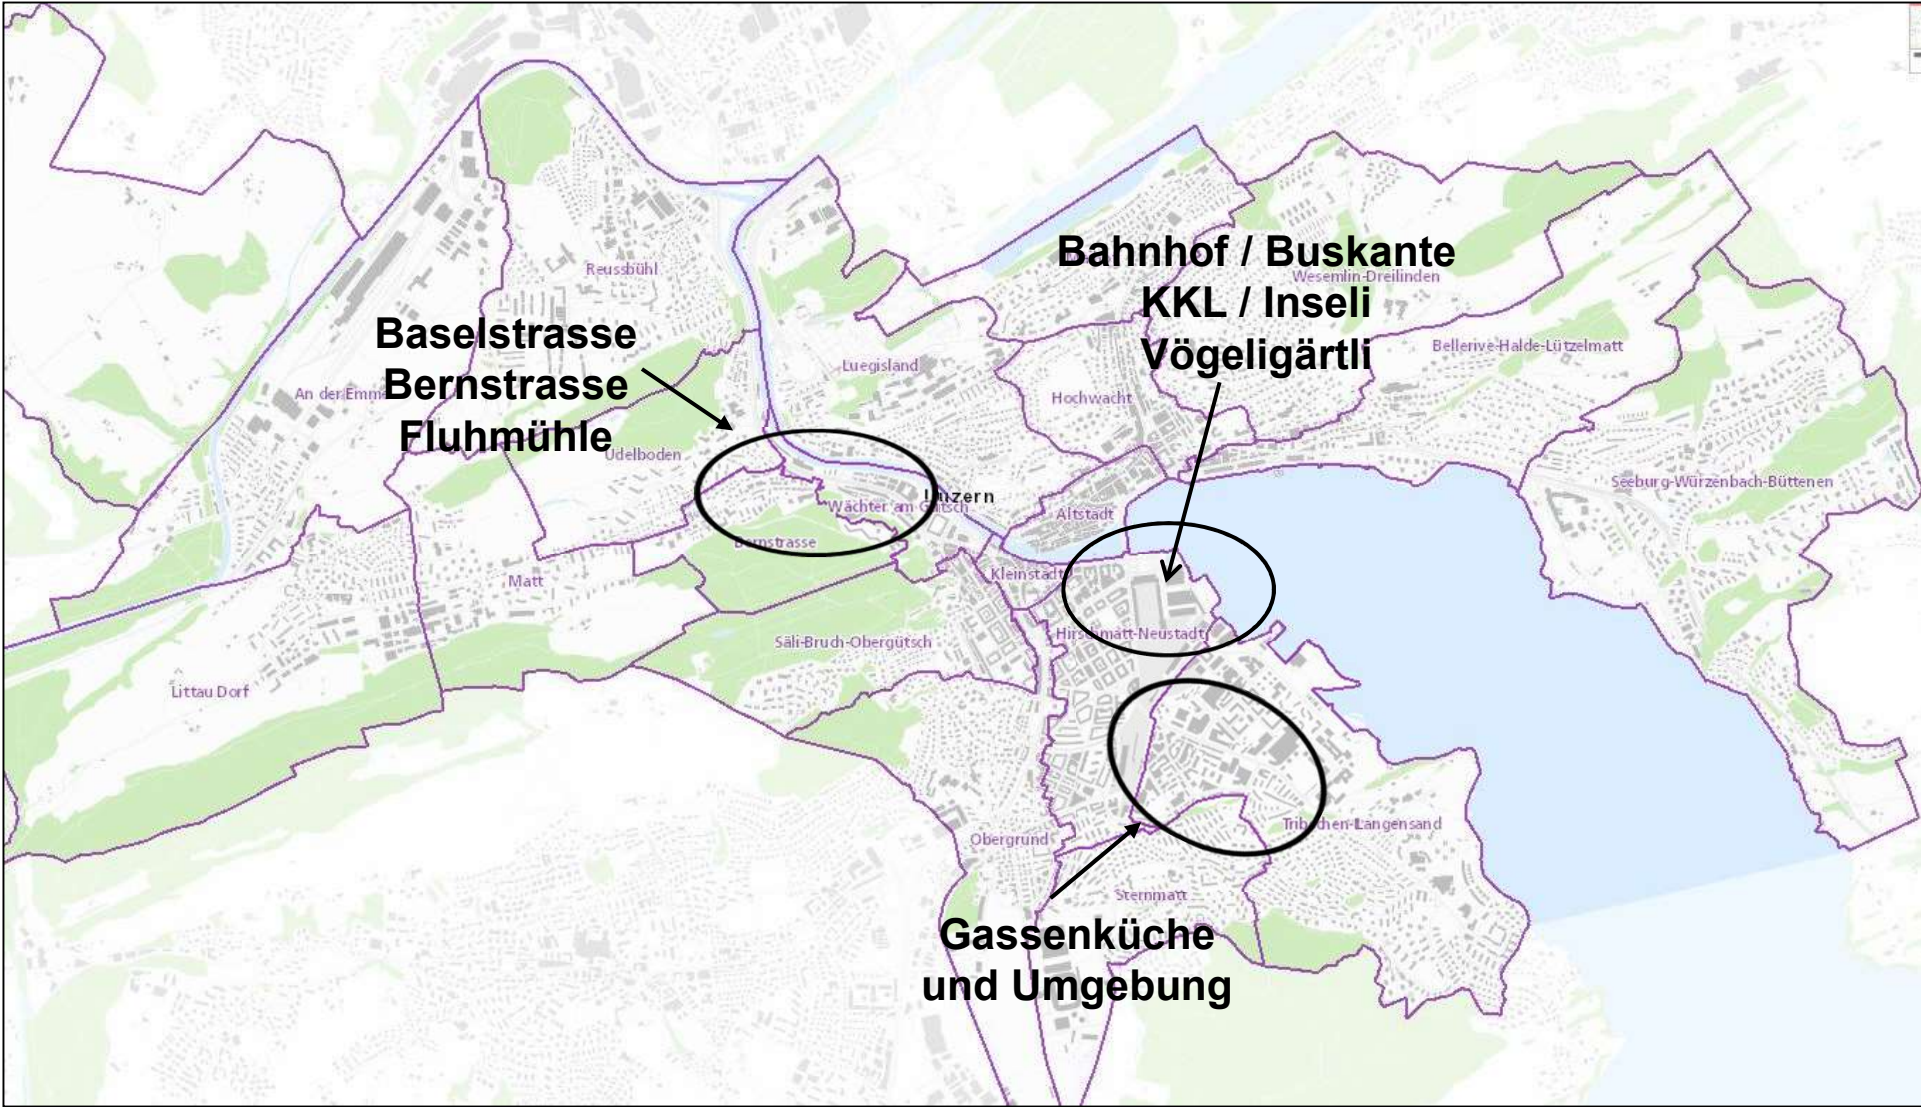 Bahnhof / Buskante
KKL / Inseli
Vögeligärtli
Wesemlin-Dreilinden
Reussbühl
Baselstrasse
Bernstrasse
Fluhmühle
Bellerive-Halde-Lützelmatt
Luegisland
An der Emme
Hochwacht
Udelboden
Seeburg-Würzenbach-Büttenen
Luzern
Wächter am Gütsch
Altstadt
Bernstrasse
Kleinstadt
Matt
Hirschmatt-Neustadt
Säli-Bruch-Obergütsch
Littau Dorf
Tribschen-Langensand
Obergrund
Sternmatt
Gassenküche
und Umgebung